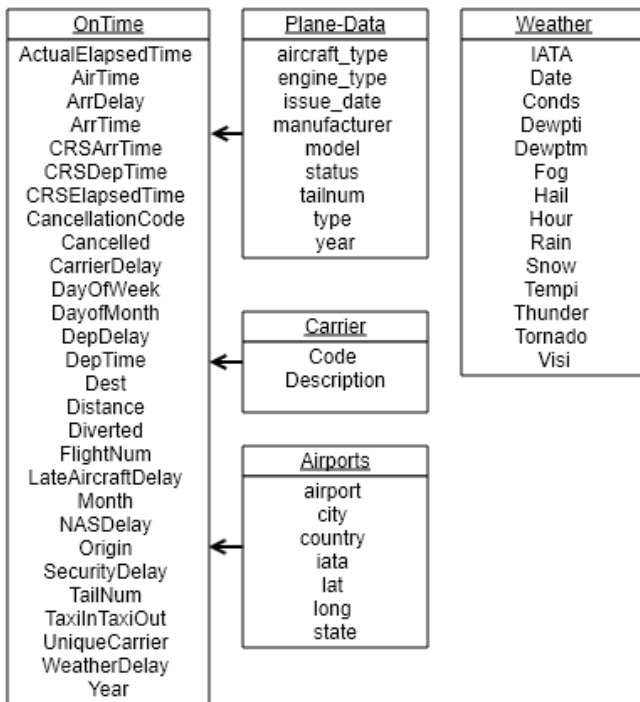 OnTime
ActualElapsedTime
AirTime
ArrDelay
ArrTime
CRSArrTime
CRSDepTime
CRSElapsedTime
CancellationCode
Cancelled
CarrierDelay
DayOfWeek
DayofMonth
DepDelay
DepTime
Dest
Distance
Diverted
FlightNum
LateAircraftDelay
Month
NASDelay
Origin
SecurityDelay
TailNum
TaxiInTaxiOut
UniqueCarrier
WeatherDelay
Year
Plane-Data
aircraft_type
engine_type
issue_date
manufacturer
model
status
tailnum
type
year
Carrier
Code
Description
Airports
airport
city
country
iata
lat
long
state
Weather
IATA
Date
Conds
Dewpti
Dewptm
Fog
Hail
Hour
Rain
Snow
Tempi
Thunder
Tornado
Visi